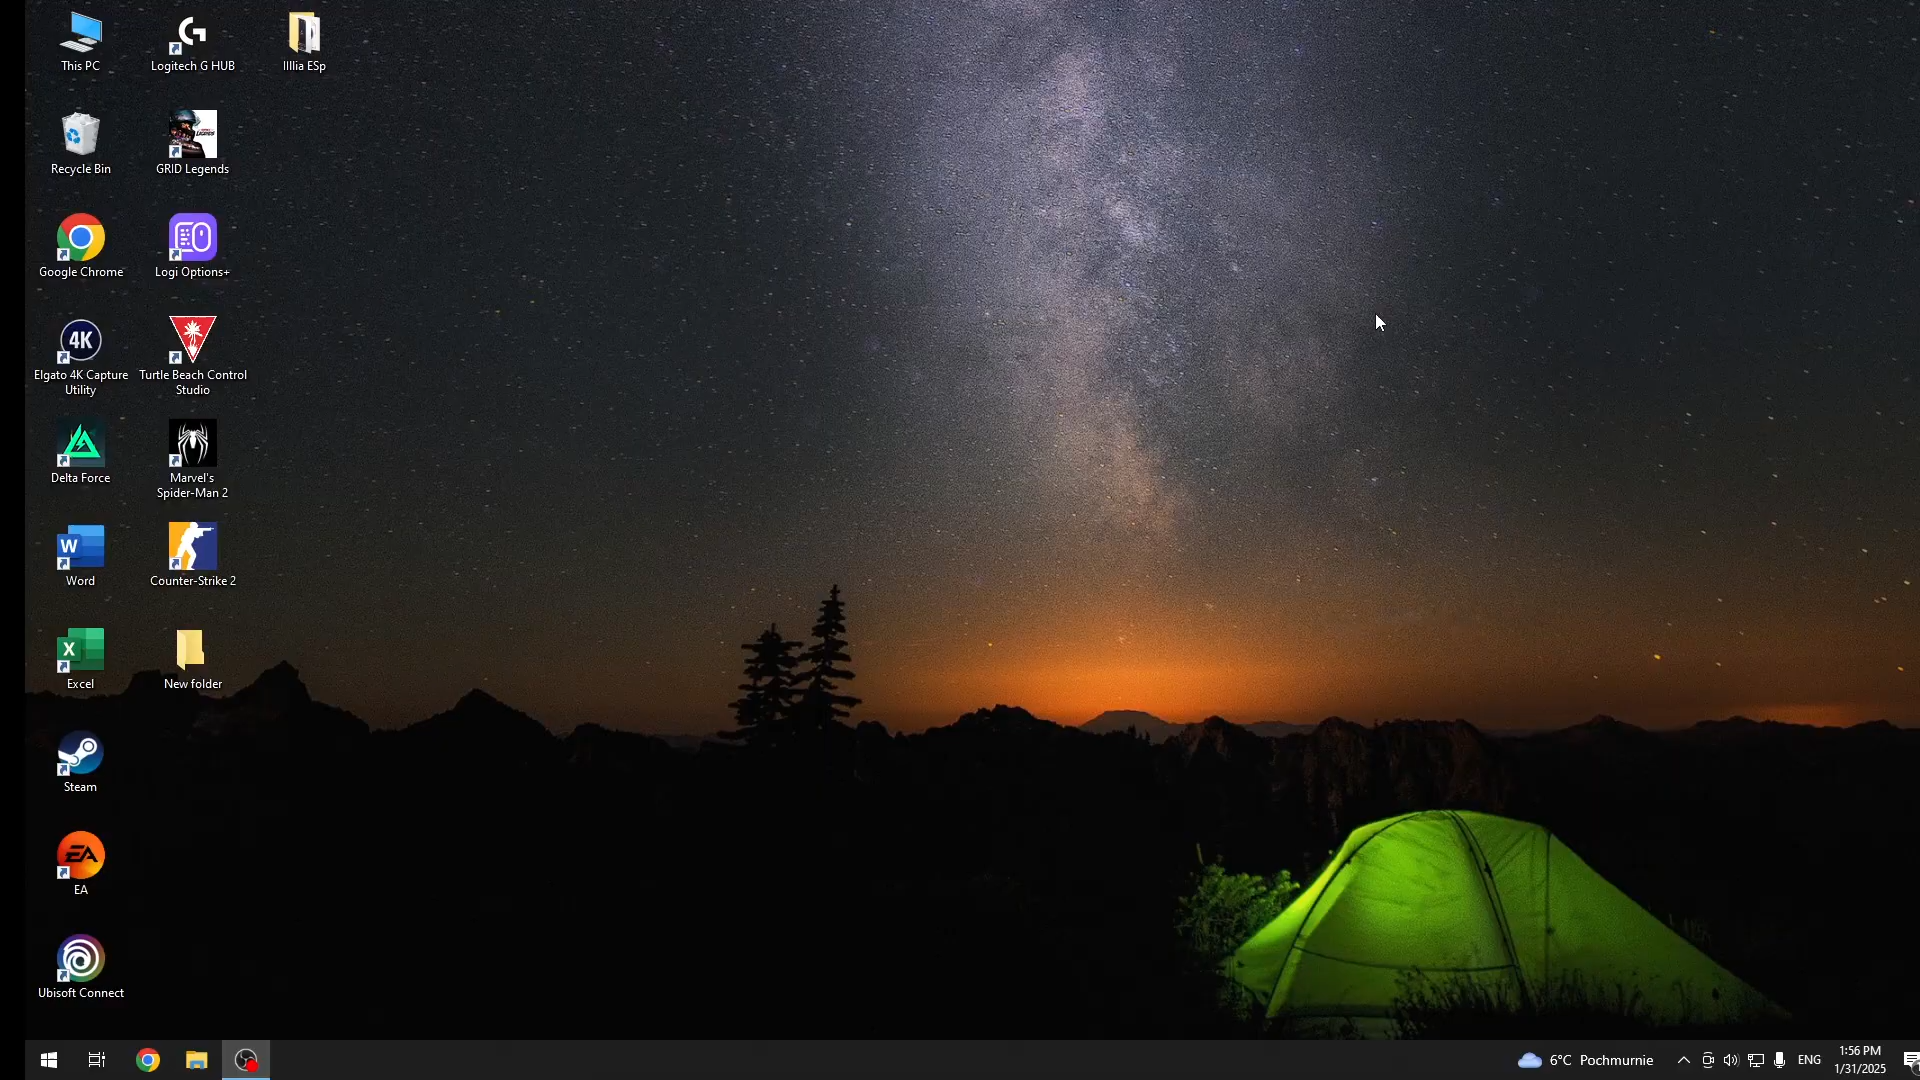 This PC
Logitech G HUB
Illlia ESp
Recycle Bin
GRID Legends
Google Chrome
Logi Options+
4K
Elgato 4K Capture
Utility
Turtle Beach Control
Studio
Delta Force
Marvel's
Spider-Man 2
W
Word
Counter-Strike 2
X
Excel
New folder
Steam
EA
EA
Ubisoft Connect
6°C Pochmurnie
ENG
1:56 PM
1/31/2025